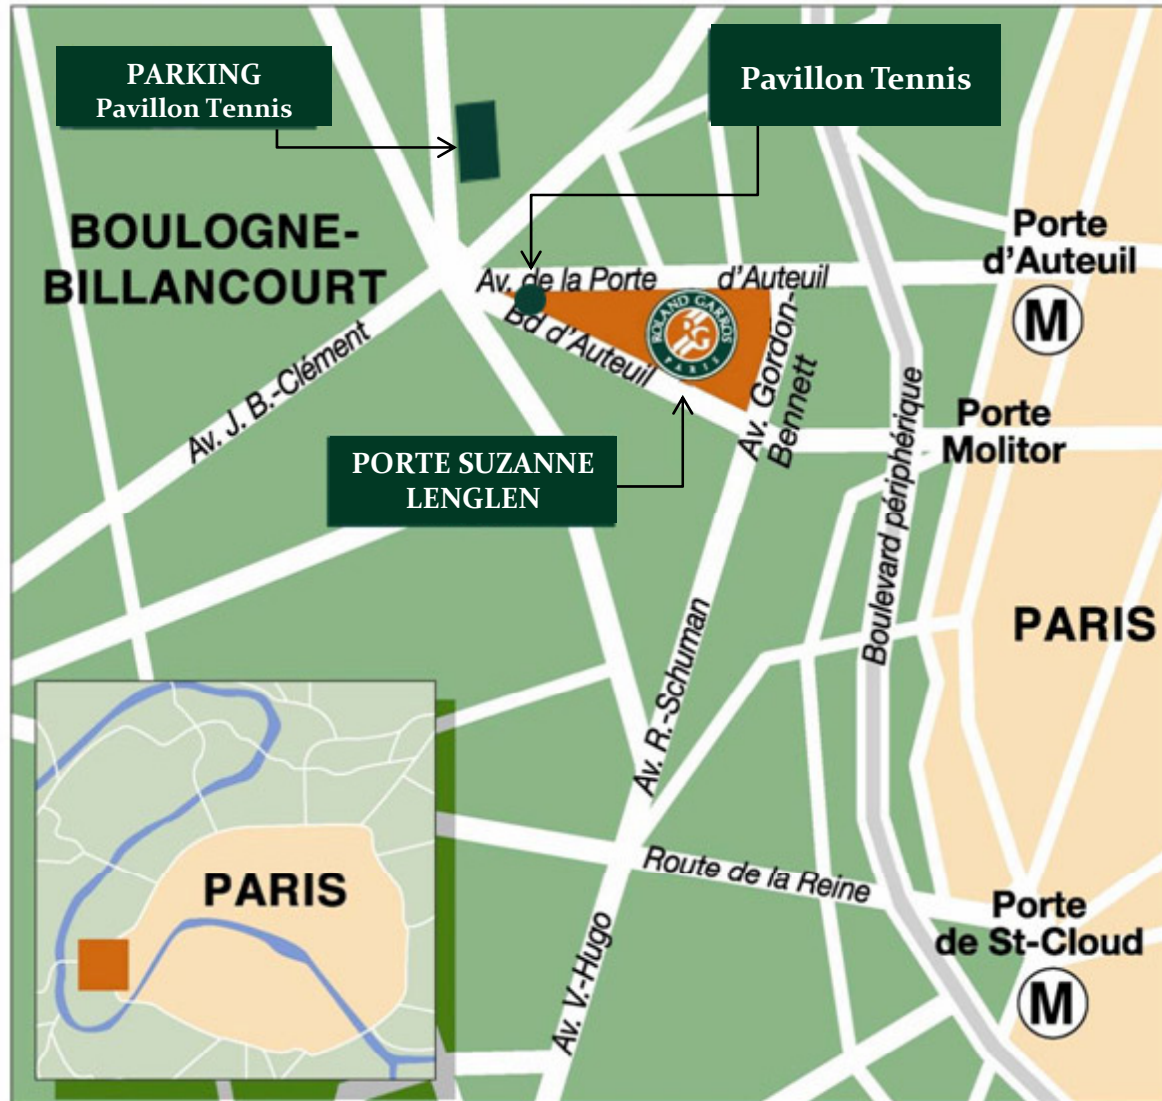 PARKING
Pavillon Tennis
Pavillon Tennis
BOULOGNE-
BILLANCOURT
Porte
d'Auteuil
M
Av. de la Porte d'Auteuil
ROLAND GARROS
RG
PARIS
Bd d'Auteuil
Av. Gordon-
Bennett
Av. J. B.-Clément
Porte
Molitor
PORTE SUZANNE
LENGLEN
Boulevard périphérique
PARIS
Av. R.-Schuman
Route de la Reine
PARIS
Porte
de St-Cloud
M
Av. V.-Hugo